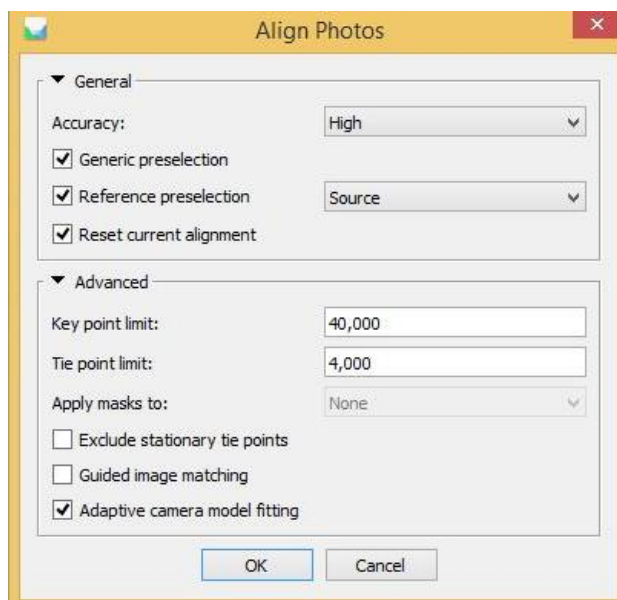 Align Photos
General
Accuracy: High
Generic preselection
Reference preselection Source
Reset current alignment
Advanced
Key point limit: 40,000
Tie point limit: 4,000
Apply masks to: None
Exclude stationary tie points
Guided image matching
Adaptive camera model fitting
OK Cancel